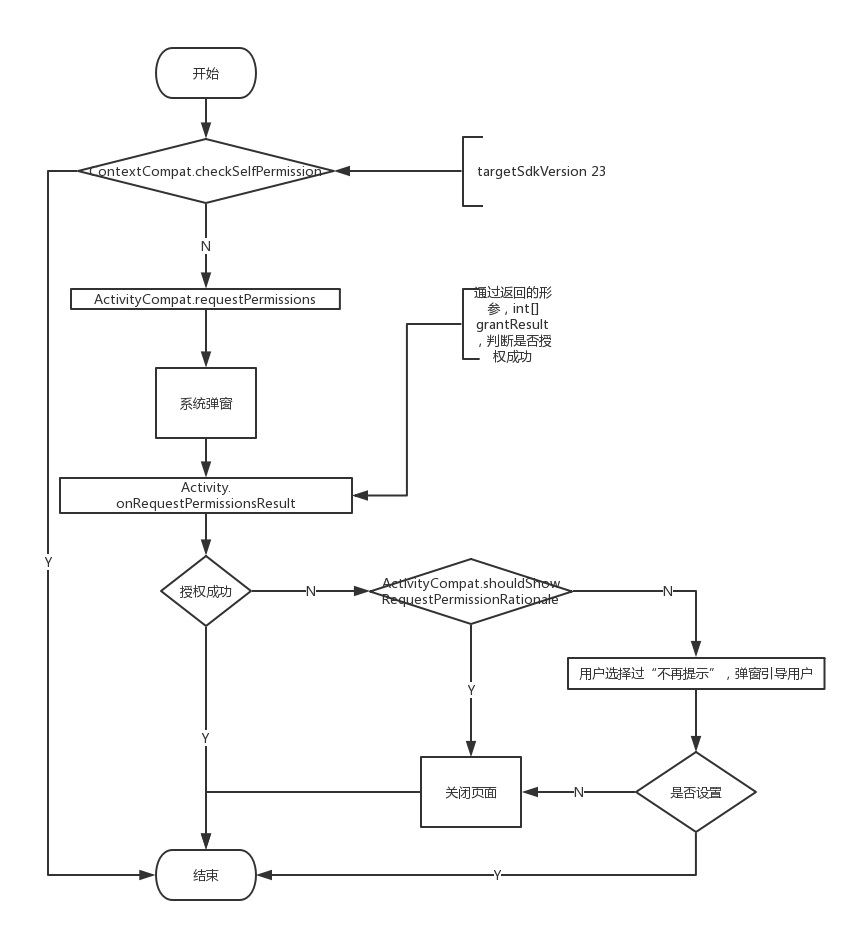 开始
ContextCompat.checkSelfPermission
targetSdkVersion 23
N
ActivityCompat.requestPermissions
通过返回的形
参，int[]
grantResult
，判断是否授
权成功
系统弹窗
Activity.
onRequestPermissionsResult
Y
授权成功
N
ActivityCompat.shouldShow
RequestPermissionRationale
N
用户选择过“不再提示”，弹窗引导用户
Y
Y
关闭页面
N
是否设置
结束
Y